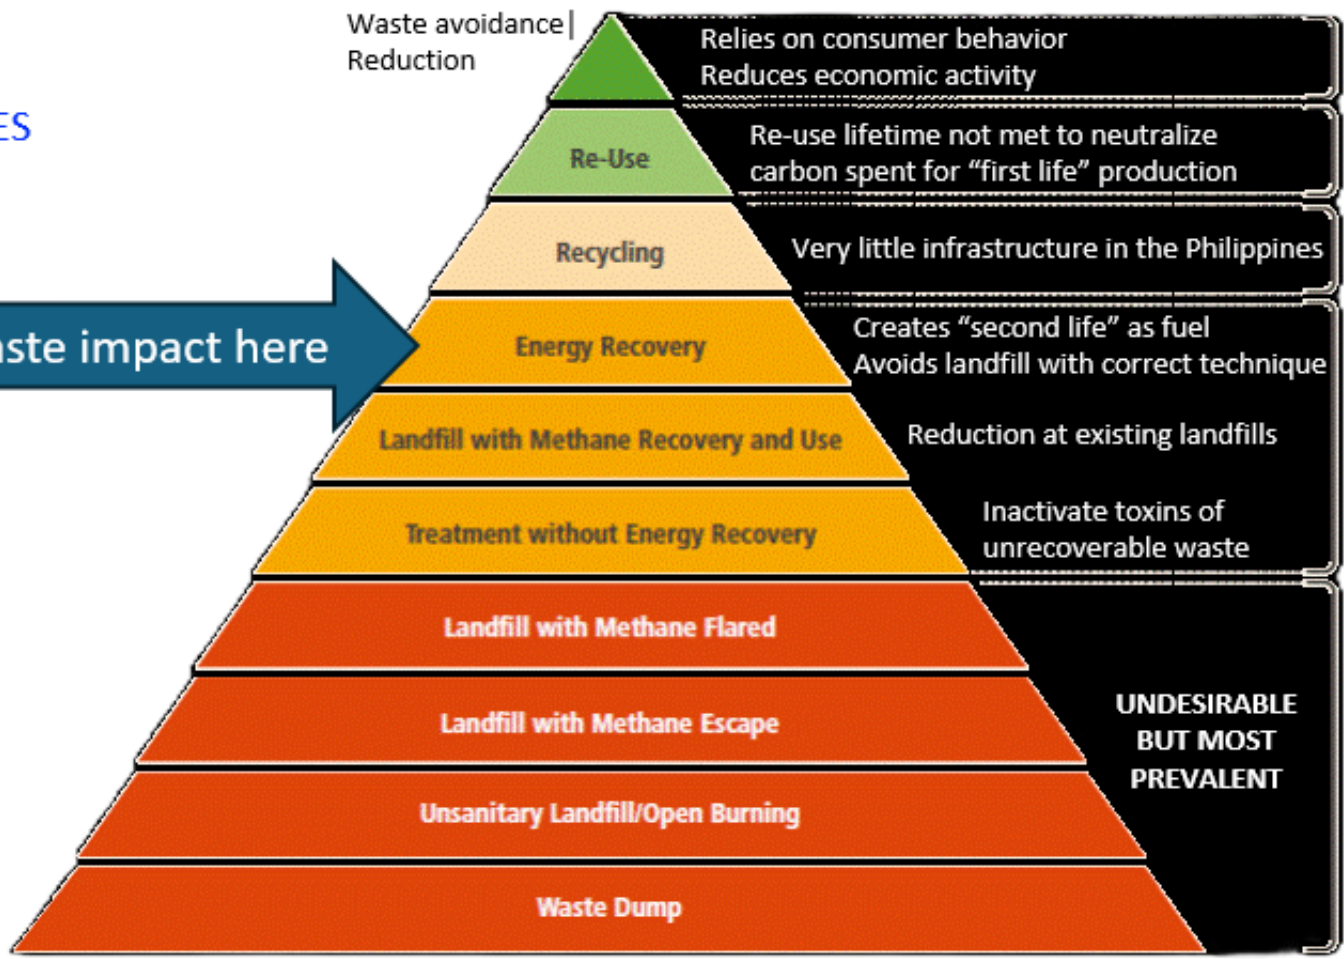 Waste avoidance|
Reduction
Relies on consumer behavior
Reduces economic activity
ES
Re-Use
Re-use lifetime not met to neutralize
carbon spent for “first life” production
Recycling
Very little infrastructure in the Philippines
aste impact here
Energy Recovery
Creates “second life” as fuel
Avoids landfill with correct technique
Landfill with Methane Recovery and Use
Reduction at existing landfills
Treatment without Energy Recovery
Inactivate toxins of
unrecoverable waste
Landfill with Methane Flared
Landfill with Methane Escape
UNDESIRABLE
BUT MOST
PREVALENT
Unsanitary Landfill/Open Burning
Waste Dump